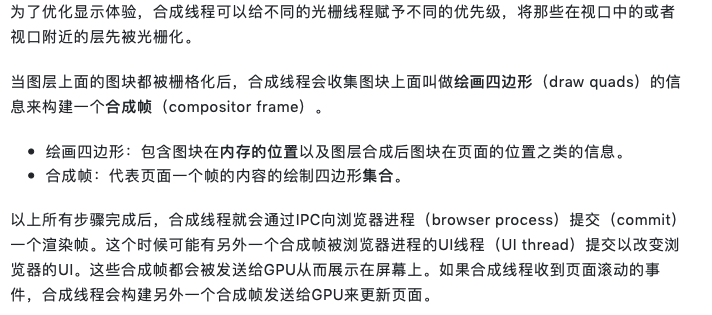 为了优化显示体验，合成线程可以给不同的光栅线程赋予不同的优先级，将那些在视口中的或者
视口附近的层先被光栅化。
当图层上面的图块都被栅格化后，合成线程会收集图块上面叫做绘画四边形（draw quads）的信
息来构建一个合成帧（compositor frame）。
• 绘画四边形：包含图块在内存的位置以及图层合成后图块在页面的位置之类的信息。
• 合成帧：代表页面一个帧的内容的绘制四边形集合。
以上所有步骤完成后，合成线程就会通过IPC向浏览器进程（browser process）提交（commit）
一个渲染帧。这个时候可能有另外一个合成帧被浏览器进程的UI线程（UI thread）提交以改变浏
览器的UI。这些合成帧都会被发送给GPU从而展示在屏幕上。如果合成线程收到页面滚动的事
件，合成线程会构建另外一个合成帧发送给GPU来更新页面。